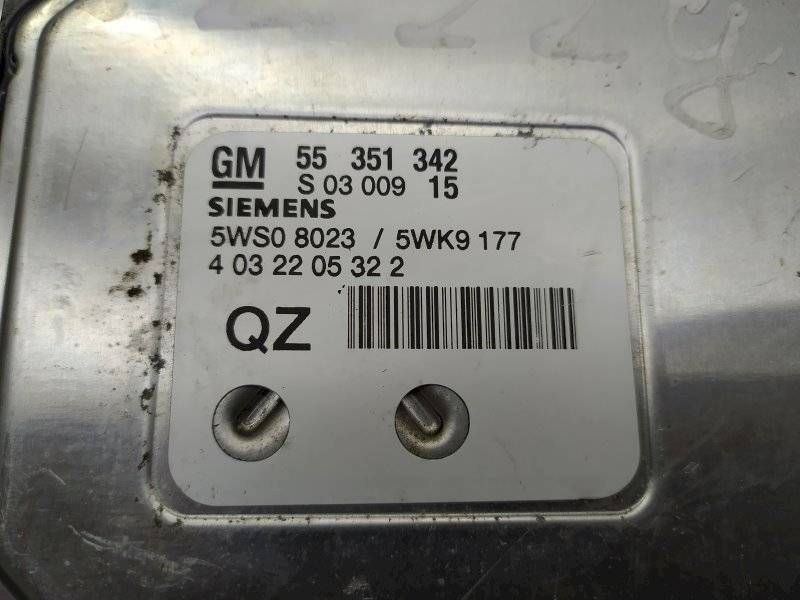 GM 55 351 342
S 03 009 15
SIEMENS
5WS0 8023 / 5WK9 177
4 03 22 05 32 2
QZ